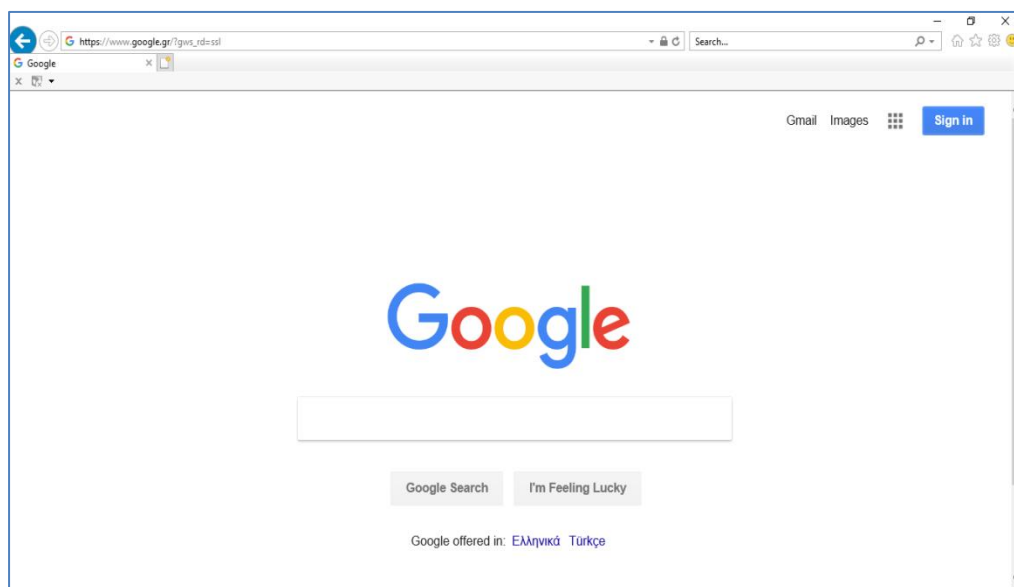 https://www.google.gr/?gws_rd=ssl
Search...
Google
Gmail Images
Sign in
Google
Google Search I'm Feeling Lucky
Google offered in: Ελληνικά Türkçe